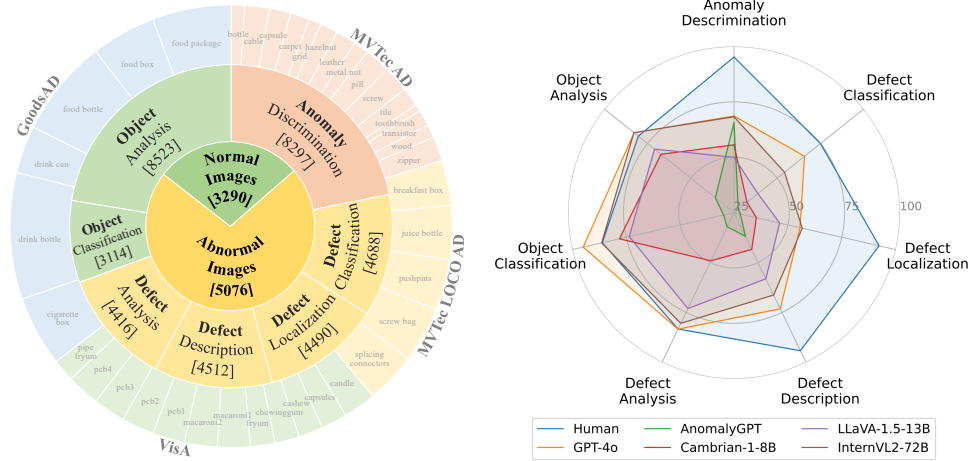 bottle
cable
capsule
carpet
grid
hazelnut
leather
metal nut
pill
screw
tile
toothbrush
transistor
wood
zipper
MVTec AD
breakfast box
juice bottle
pushpins
screw bag
splicing
connectors
MVTec LOCO AD
candle
capsules
cashew
chewinggum
fryum
macaroni1
macaroni2
pcb1
pcb2
pcb3
pcb4
pipe
fryum
VisA
cigarette
box
drink bottle
drink can
food bottle
food box
food package
GoodsAD
Anomaly
Discrimination
[8297]
Defect
Classification
[4688]
Defect
Localization
[4490]
Defect
Description
[4512]
Defect
Analysis
[4416]
Object
Classification
[3114]
Object
Analysis
[8523]
Normal
Images
[3290]
Abnormal
Images
[5076]
Anomaly
Descrimination
Object
Analysis
Defect
Classification
25
50
75
100
Object
Classification
Defect
Localization
Defect
Analysis
Defect
Description
Human
GPT-4o
AnomalyGPT
Cambrian-1-8B
LLaVA-1.5-13B
InternVL2-72B